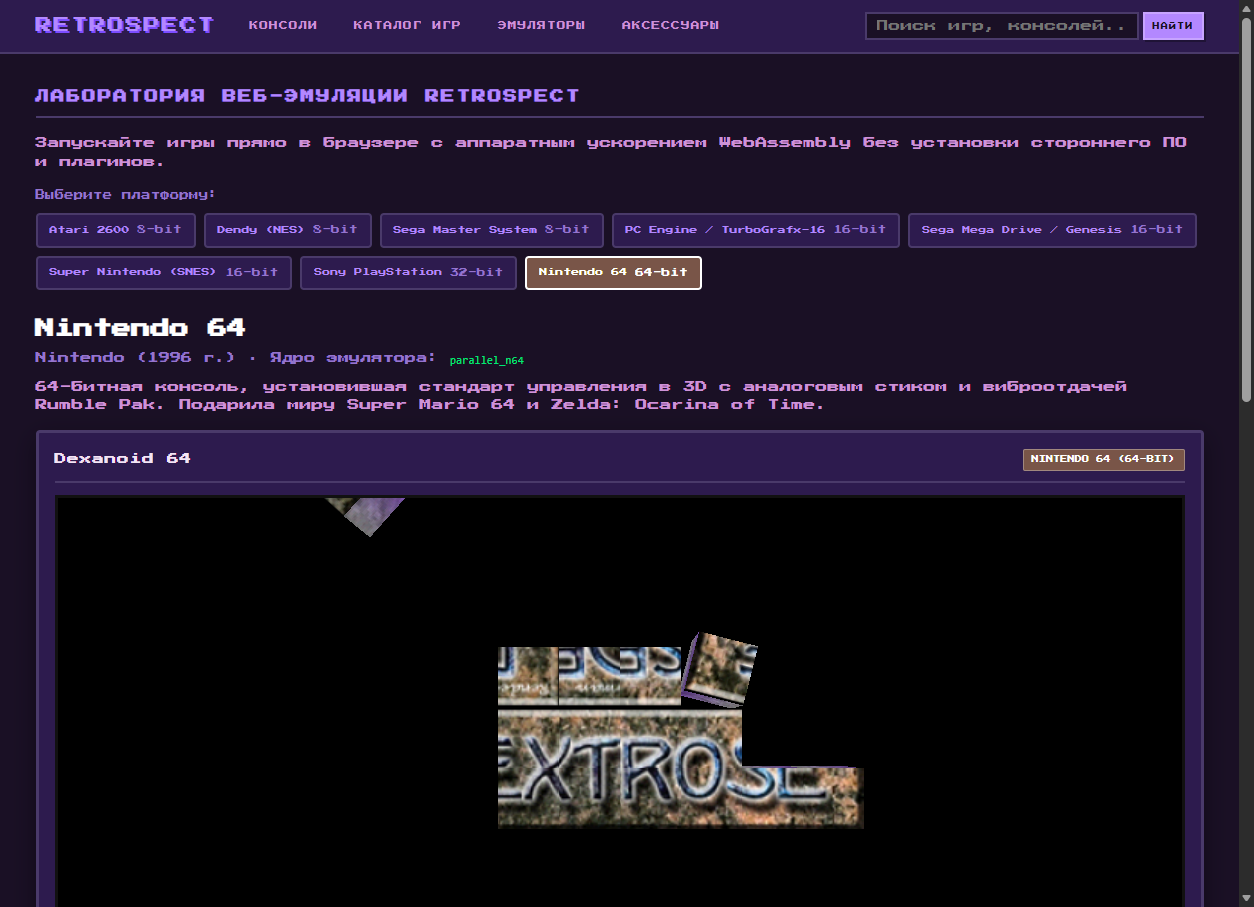 RETROSPECT
КОНСОЛИ
КАТАЛОГ ИГР
ЭМУЛЯТОРЫ
АКСЕССУАРЫ
Поиск игр, консолей..
НАЙТИ
ЛАБОРАТОРИЯ ВЕБ-ЭМУЛЯЦИИ RETROSPECT
Запускайте игры прямо в браузере с аппаратным ускорением WebAssembly без установки стороннего ПО
и плагинов.
Выберите платформу:
Atari 2600 8-bit
Dendy (NES) 8-bit
Sega Master System 8-bit
PC Engine / TurboGrafx-16 16-bit
Sega Mega Drive / Genesis 16-bit
Super Nintendo (SNES) 16-bit
Sony PlayStation 32-bit
Nintendo 64 64-bit
Nintendo 64
Nintendo (1996 г.) · Ядро эмулятора: parallel_n64
64-битная консоль, установившая стандарт управления в 3D с аналоговым стиком и виброотдачей
Rumble Pak. Подарила миру Super Mario 64 и Zelda: Ocarina of Time.
Dexanoid 64
NINTENDO 64 (64-BIT)
EXTROSE